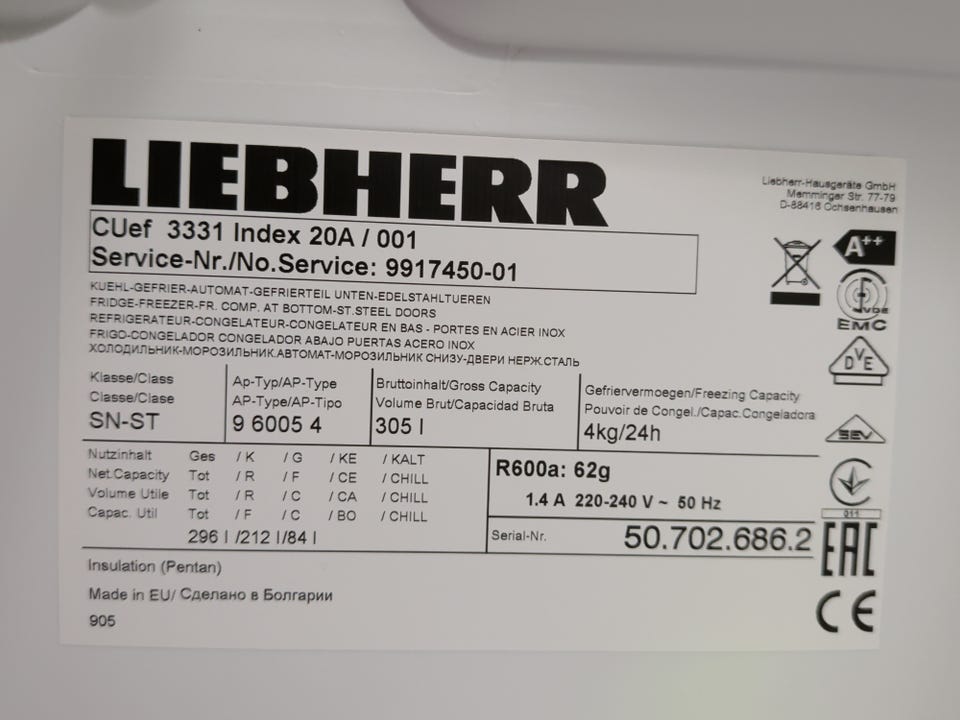 LIEBHERR
Liebherr-Hausgeräte GmbH
Memminger Str. 77-79
D-88416 Ochsenhausen
CUef 3331 Index 20A / 001
Service-Nr./No.Service: 9917450-01
A++
KUEHL-GEFRIER-AUTOMAT-GEFRIERTEIL UNTEN-EDELSTAHLTUEREN
FRIDGE-FREEZER-FR. COMP. AT BOTTOM-ST.STEEL DOORS
REFRIGERATEUR-CONGELATEUR-CONGELATEUR EN BAS - PORTES EN ACIER INOX
FRIGO-CONGELADOR CONGELADOR ABAJO PUERTAS ACERO INOX
ХОЛОДИЛЬНИК-МОРОЗИЛЬНИК.АВТОМАТ-МОРОЗИЛЬНИК СНИЗУ-ДВЕРИ НЕРЖ.СТАЛЬ
VDE
EMC
DVE
SEV
011
EAC
CE
Klasse/Class
Classe/Clase
SN-ST
Ap-Typ/AP-Type
AP-Type/AP-Tipo
9 6005 4
Bruttoinhalt/Gross Capacity
Volume Brut/Capacidad Bruta
305 l
Gefriervermoegen/Freezing Capacity
Pouvoir de Congel./Capac.Congeladora
4kg/24h
Nutzinhalt Ges / K / G / KE / KALT
Net.Capacity Tot / R / F / CE / CHILL
Volume Utile Tot / R / C / CA / CHILL
Capac. Util Tot / F / C / BO / CHILL
296 l /212 l/84 l
R600a: 62g
1.4 A 220-240 V ~ 50 Hz
Serial-Nr. 50.702.686.2
Insulation (Pentan)
Made in EU/ Сделано в Болгарии
905